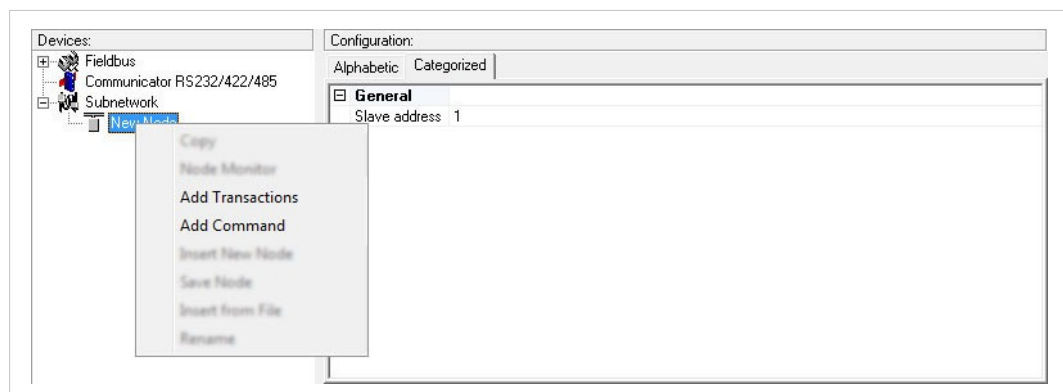 Devices:
Configuration:
Fieldbus
Communicator RS232/422/485
Subnetwork
New Node
Alphabetic Categorized
General
Slave address 1
Copy
Node Monitor
Add Transactions
Add Command
Insert New Node
Save Node
Insert from File
Rename